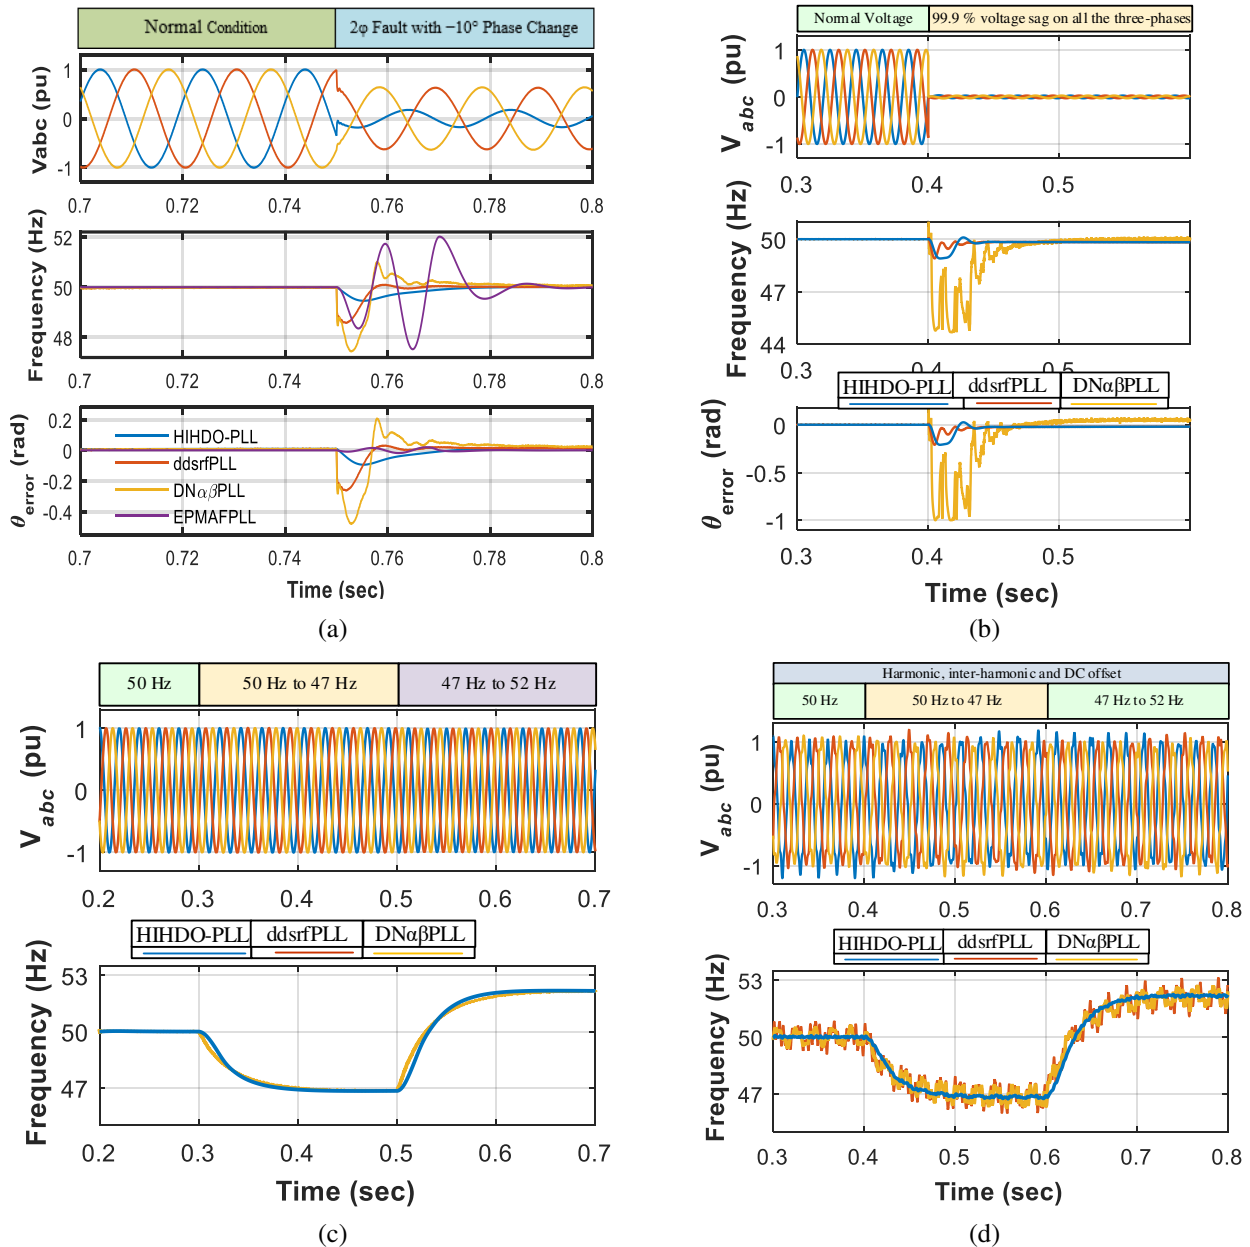 Normal Condition
2φ Fault with −10° Phase Change
Vabc (pu)
1
0
-1
0.7
0.72
0.74
0.76
0.78
0.8
Frequency (Hz)
52
50
48
0.7
0.72
0.74
0.76
0.78
0.8
θerror (rad)
0.2
0
-0.2
-0.4
HIHDO-PLL
ddsrfPLL
DNαβPLL
EPMAFPLL
0.7
0.72
0.74
0.76
0.78
0.8
Time (sec)
(a)
Normal Voltage
99.9 % voltage sag on all the three-phases
Vabc (pu)
1
0
-1
0.3
0.4
0.5
Frequency (Hz)
50
47
44
0.3
0.4
0.5
HIHDO-PLL
ddsrfPLL
DNαβPLL
θerror (rad)
0
-0.5
-1
0.3
0.4
0.5
Time (sec)
(b)
50 Hz
50 Hz to 47 Hz
47 Hz to 52 Hz
Vabc (pu)
1
0
-1
0.2
0.3
0.4
0.5
0.6
0.7
HIHDO-PLL
ddsrfPLL
DNαβPLL
Frequency (Hz)
53
50
47
0.2
0.3
0.4
0.5
0.6
0.7
Time (sec)
(c)
Harmonic, inter-harmonic and DC offset
50 Hz
50 Hz to 47 Hz
47 Hz to 52 Hz
Vabc (pu)
1
0
-1
0.3
0.4
0.5
0.6
0.7
0.8
HIHDO-PLL
ddsrfPLL
DNαβPLL
Frequency (Hz)
53
50
47
0.3
0.4
0.5
0.6
0.7
0.8
Time (sec)
(d)